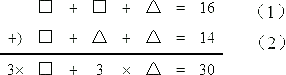 □ + □ + △ = 16 （1）
+) □ + △ + △ = 14 （2）
3× □ + 3 × △ = 30